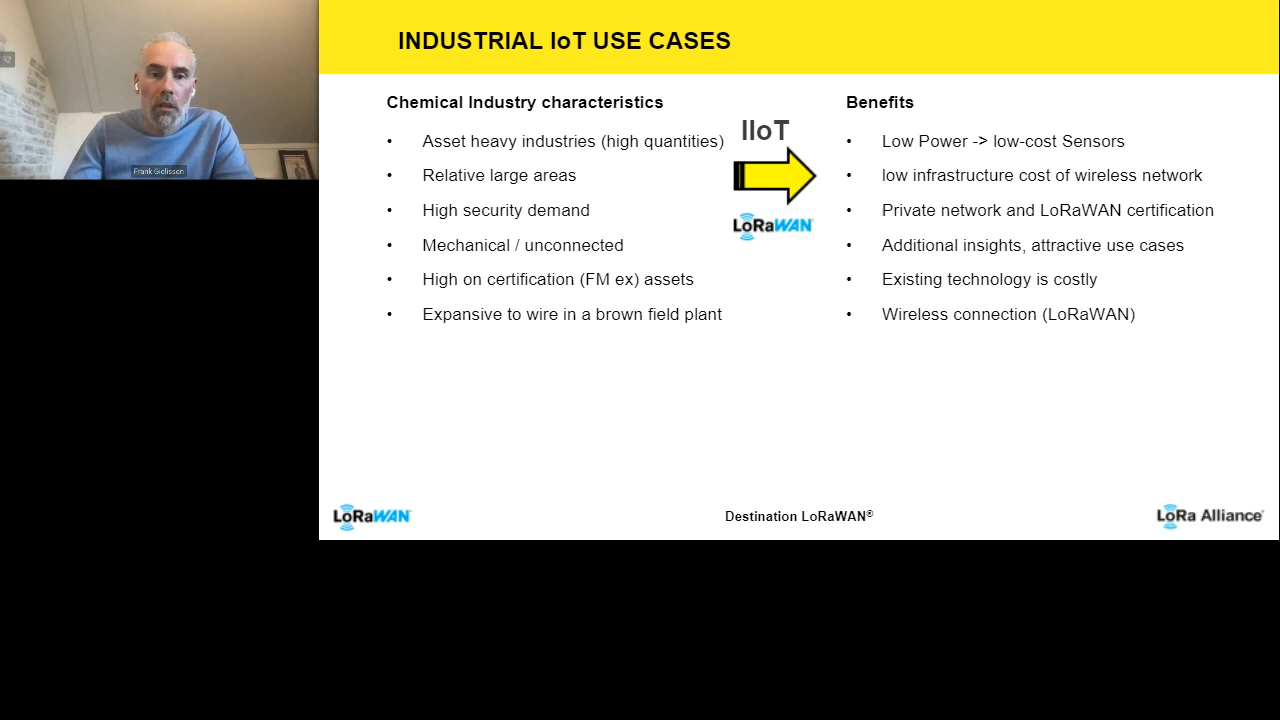 Frank Gielissen
INDUSTRIAL IoT USE CASES
Chemical Industry characteristics
• Asset heavy industries (high quantities)
• Relative large areas
• High security demand
• Mechanical / unconnected
• High on certification (FM ex) assets
• Expansive to wire in a brown field plant
IIoT
LoRaWAN®
Benefits
• Low Power -> low-cost Sensors
• low infrastructure cost of wireless network
• Private network and LoRaWAN certification
• Additional insights, attractive use cases
• Existing technology is costly
• Wireless connection (LoRaWAN)
LoRaWAN®
Destination LoRaWAN®
LoRa Alliance®